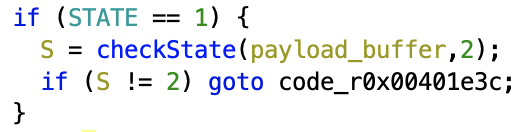 if (STATE == 1) {
S = checkState(payload_buffer,2);
if (S != 2) goto code_r0x00401e3c;
}